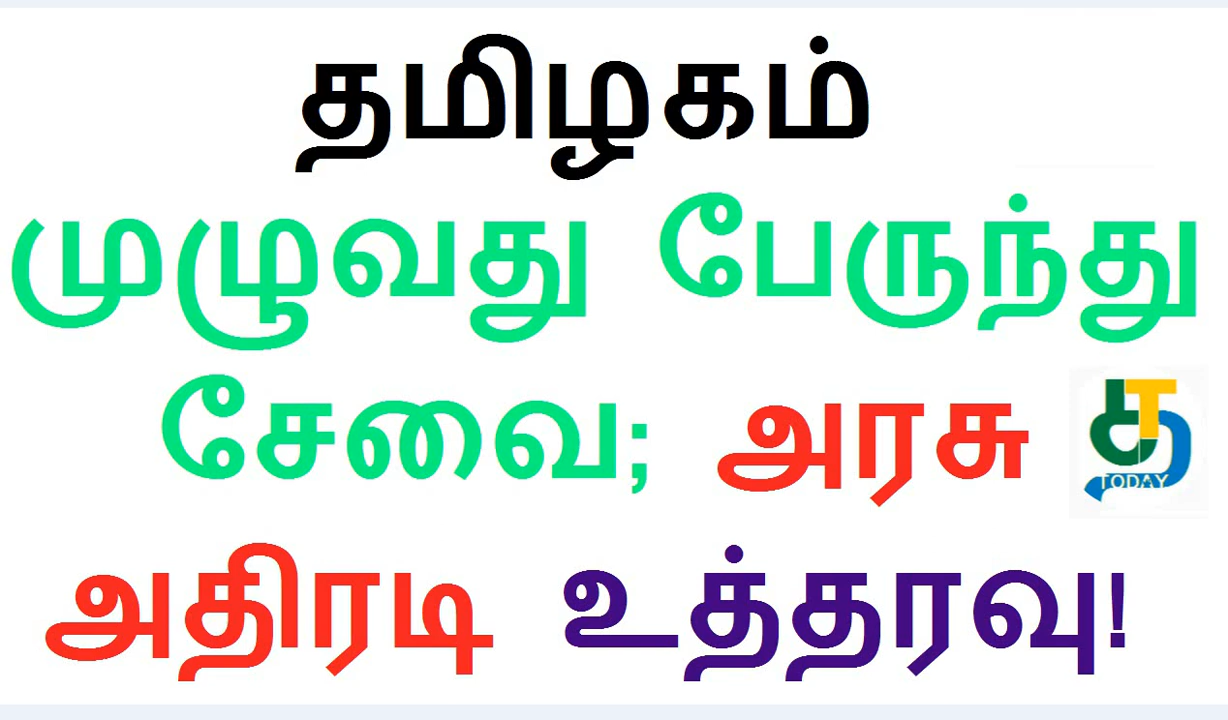 தமிழகம்
முழுவது பேருந்து
சேவை; அரசு
TODAY
அதிரடி உத்தரவு!